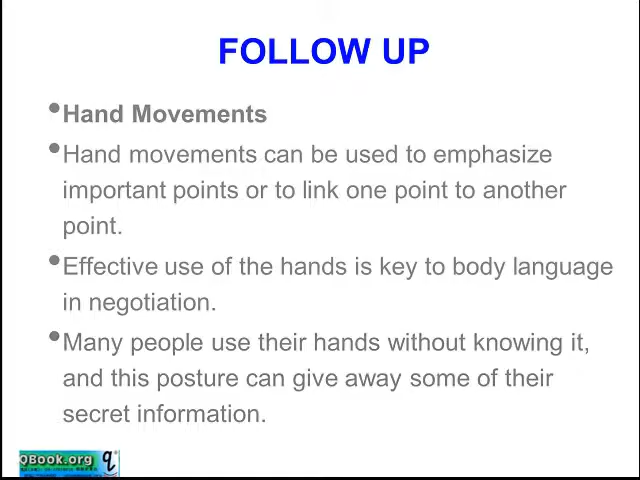 FOLLOW UP
•Hand Movements
•Hand movements can be used to emphasize
important points or to link one point to another
point.
•Effective use of the hands is key to body language
in negotiation.
•Many people use their hands without knowing it,
and this posture can give away some of their
secret information.
QBook.org q